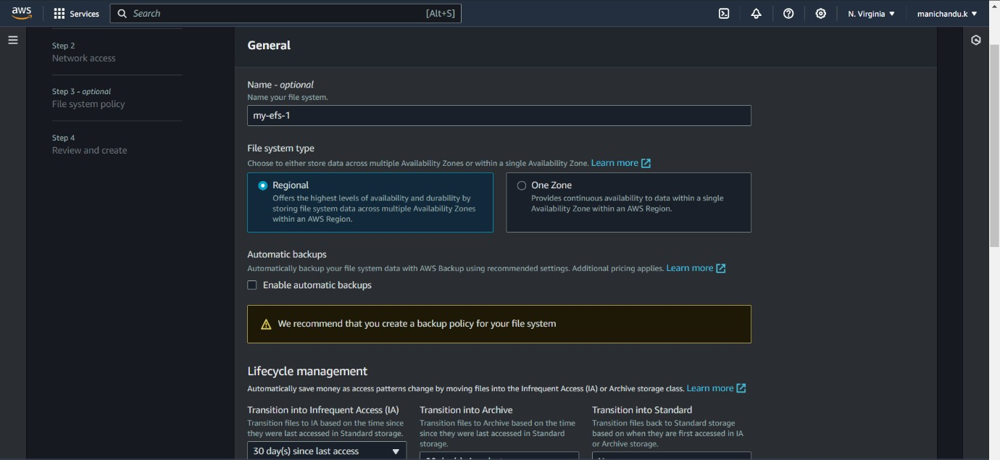 aws
Services
Search
[Alt+S]
N. Virginia
manichandu.k
Step 2
Network access
Step 3 - optional
File system policy
Step 4
Review and create
General
Name - optional
Name your file system.
my-efs-1
File system type
Choose to either store data across multiple Availability Zones or within a single Availability Zone. Learn more
Regional
Offers the highest levels of availability and durability by
storing file system data across multiple Availability Zones
within an AWS Region.
One Zone
Provides continuous availability to data within a single
Availability Zone within an AWS Region.
Automatic backups
Automatically backup your file system data with AWS Backup using recommended settings. Additional pricing applies. Learn more
Enable automatic backups
We recommend that you create a backup policy for your file system
Lifecycle management
Automatically save money as access patterns change by moving files into the Infrequent Access (IA) or Archive storage class. Learn more
Transition into Infrequent Access (IA)
Transition files to IA based on the time since
they were last accessed in Standard storage.
30 day(s) since last access
Transition into Archive
Transition files to Archive based on the time
since they were last accessed in Standard
storage.
Transition into Standard
Transition files back to Standard storage
based on when they are first accessed in IA
or Archive storage.